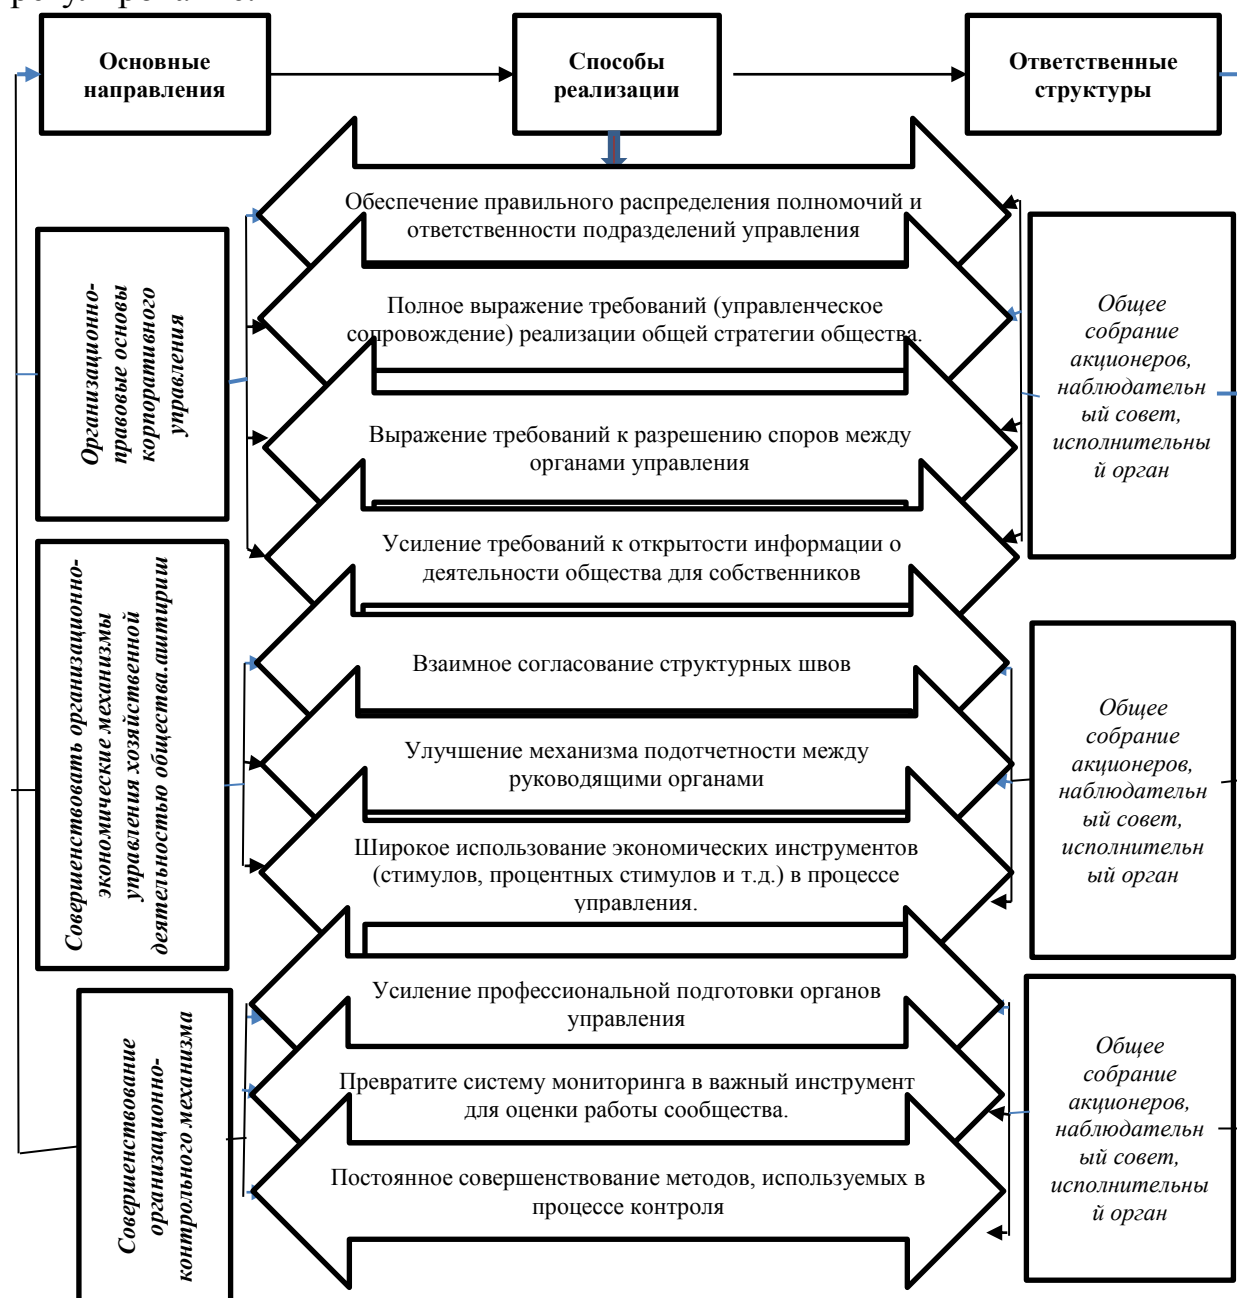 Основные
направления
Способы
реализации
Ответственные
структуры
Обеспечение правильного распределения полномочий и
ответственности подразделений управления
Полное выражение требований (управленческое
сопровождение) реализации общей стратегии общества.
Выражение требований к разрешению споров между
органами управления
Усиление требований к открытости информации о
деятельности общества для собственников
Организационно-
правовые основы
корпоративного
управления
Общее
собрание
акционеров,
наблюдательн
ый совет,
исполнительны
й орган
Взаимное согласование структурных швов
Улучшение механизма подотчетности между
руководящими органами
Широкое использование экономических инструментов
(стимулов, процентных стимулов и т.д.) в процессе
управления.
Совершенствовать организационно-
экономические механизмы
управления хозяйственной
деятельностью общества.аштириш
Общее
собрание
акционеров,
наблюдательн
ый совет,
исполнительн
ый орган
Усиление профессиональной подготовки органов
управления
Превратите систему мониторинга в важный инструмент
для оценки работы сообщества.
Постоянное совершенствование методов, используемых в
процессе контроля
Совершенствование
организационно-
контрольного механизма
Общее
собрание
акционеров,
наблюдательн
ый совет,
исполнительны
й орган